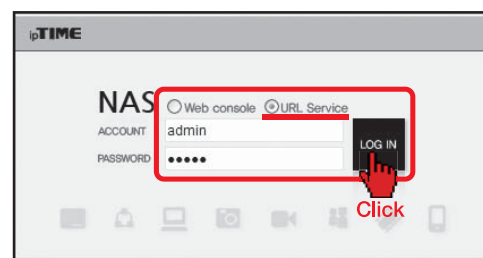 ipTIME
NAS
Web console URL Service
ACCOUNT admin
PASSWORD •••••
LOG IN
Click